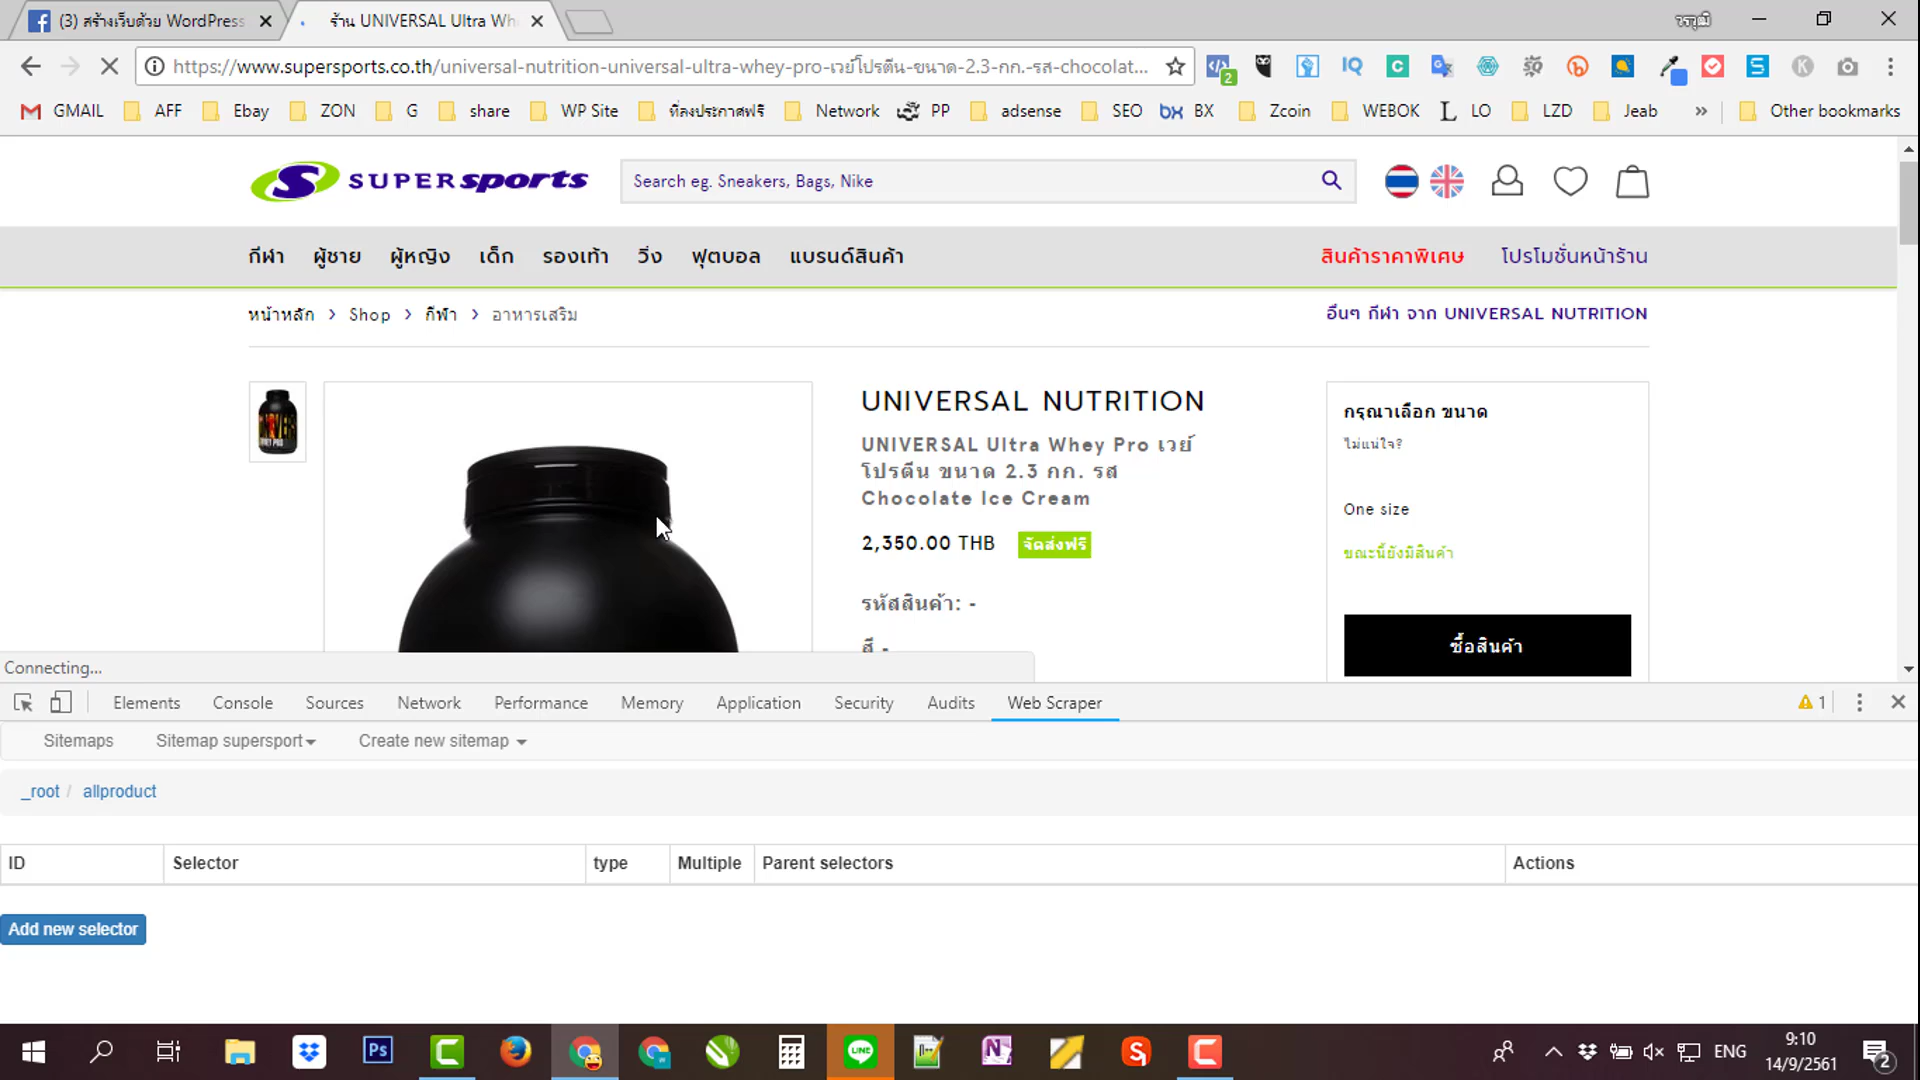 (3) สร้างเว็บด้วย WordPress
ร้าน UNIVERSAL Ultra Wh
วรวุฒิ
https://www.supersports.co.th/universal-nutrition-universal-ultra-whey-pro-เวย์โปรตีน-ขนาด-2.3-กก.-รส-chocolat...
2
IQ
GMAIL
AFF
Ebay
ZON
G
share
WP Site
ที่ลงประกาศฟรี
Network
PP
adsense
SEO
bx BX
Zcoin
WEBOK
LO
LZD
Jeab
»
Other bookmarks
SUPERsports
Search eg. Sneakers, Bags, Nike
กีฬา
ผู้ชาย
ผู้หญิง
เด็ก
รองเท้า
วิ่ง
ฟุตบอล
แบรนด์สินค้า
สินค้าราคาพิเศษ
โปรโมชั่นหน้าร้าน
หน้าหลัก > Shop > กีฬา > อาหารเสริม
อื่นๆ กีฬา จาก UNIVERSAL NUTRITION
UNIVERSAL NUTRITION
UNIVERSAL Ultra Whey Pro เวย์
โปรตีน ขนาด 2.3 กก. รส
Chocolate Ice Cream
2,350.00 THB จัดส่งฟรี
รหัสสินค้า: -
สี -
กรุณาเลือก ขนาด
ไม่แน่ใจ?
One size
ขณะนี้ยังมีสินค้า
ซื้อสินค้า
Connecting...
Elements
Console
Sources
Network
Performance
Memory
Application
Security
Audits
Web Scraper
1
Sitemaps
Sitemap supersport
Create new sitemap
_root / allproduct
ID
Selector
type
Multiple
Parent selectors
Actions
Add new selector
Ps
LINE
N
ENG
9:10
14/9/2561
2